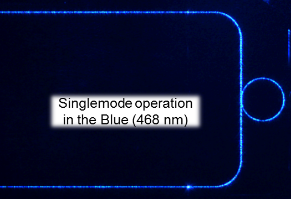 Singlemode operation
in the Blue (468 nm)